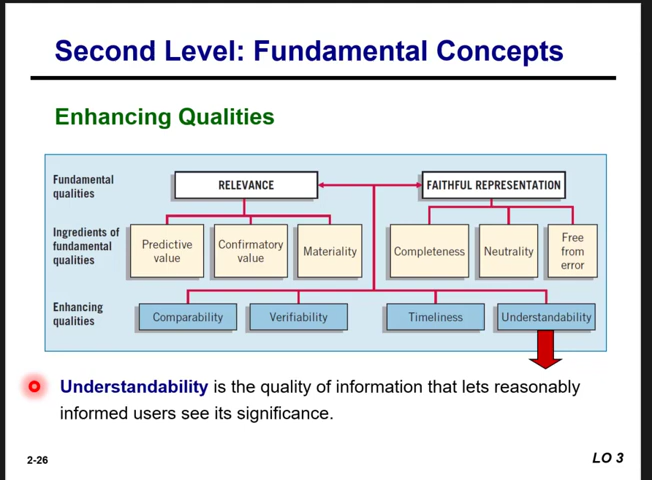 Second Level: Fundamental Concepts
Enhancing Qualities
Fundamental
qualities
RELEVANCE
FAITHFUL REPRESENTATION
Ingredients of
fundamental
qualities
Predictive
value
Confirmatory
value
Materiality
Completeness
Neutrality
Free
from
error
Enhancing
qualities
Comparability
Verifiability
Timeliness
Understandability
Understandability is the quality of information that lets reasonably
informed users see its significance.
2-26
LO 3